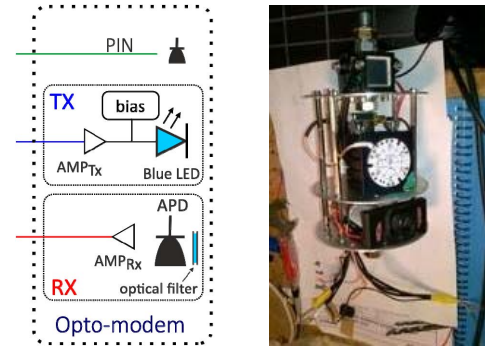 PIN
TX
bias
AMPTx
Blue LED
APD
AMPRx
RX
optical filter
Opto-modem